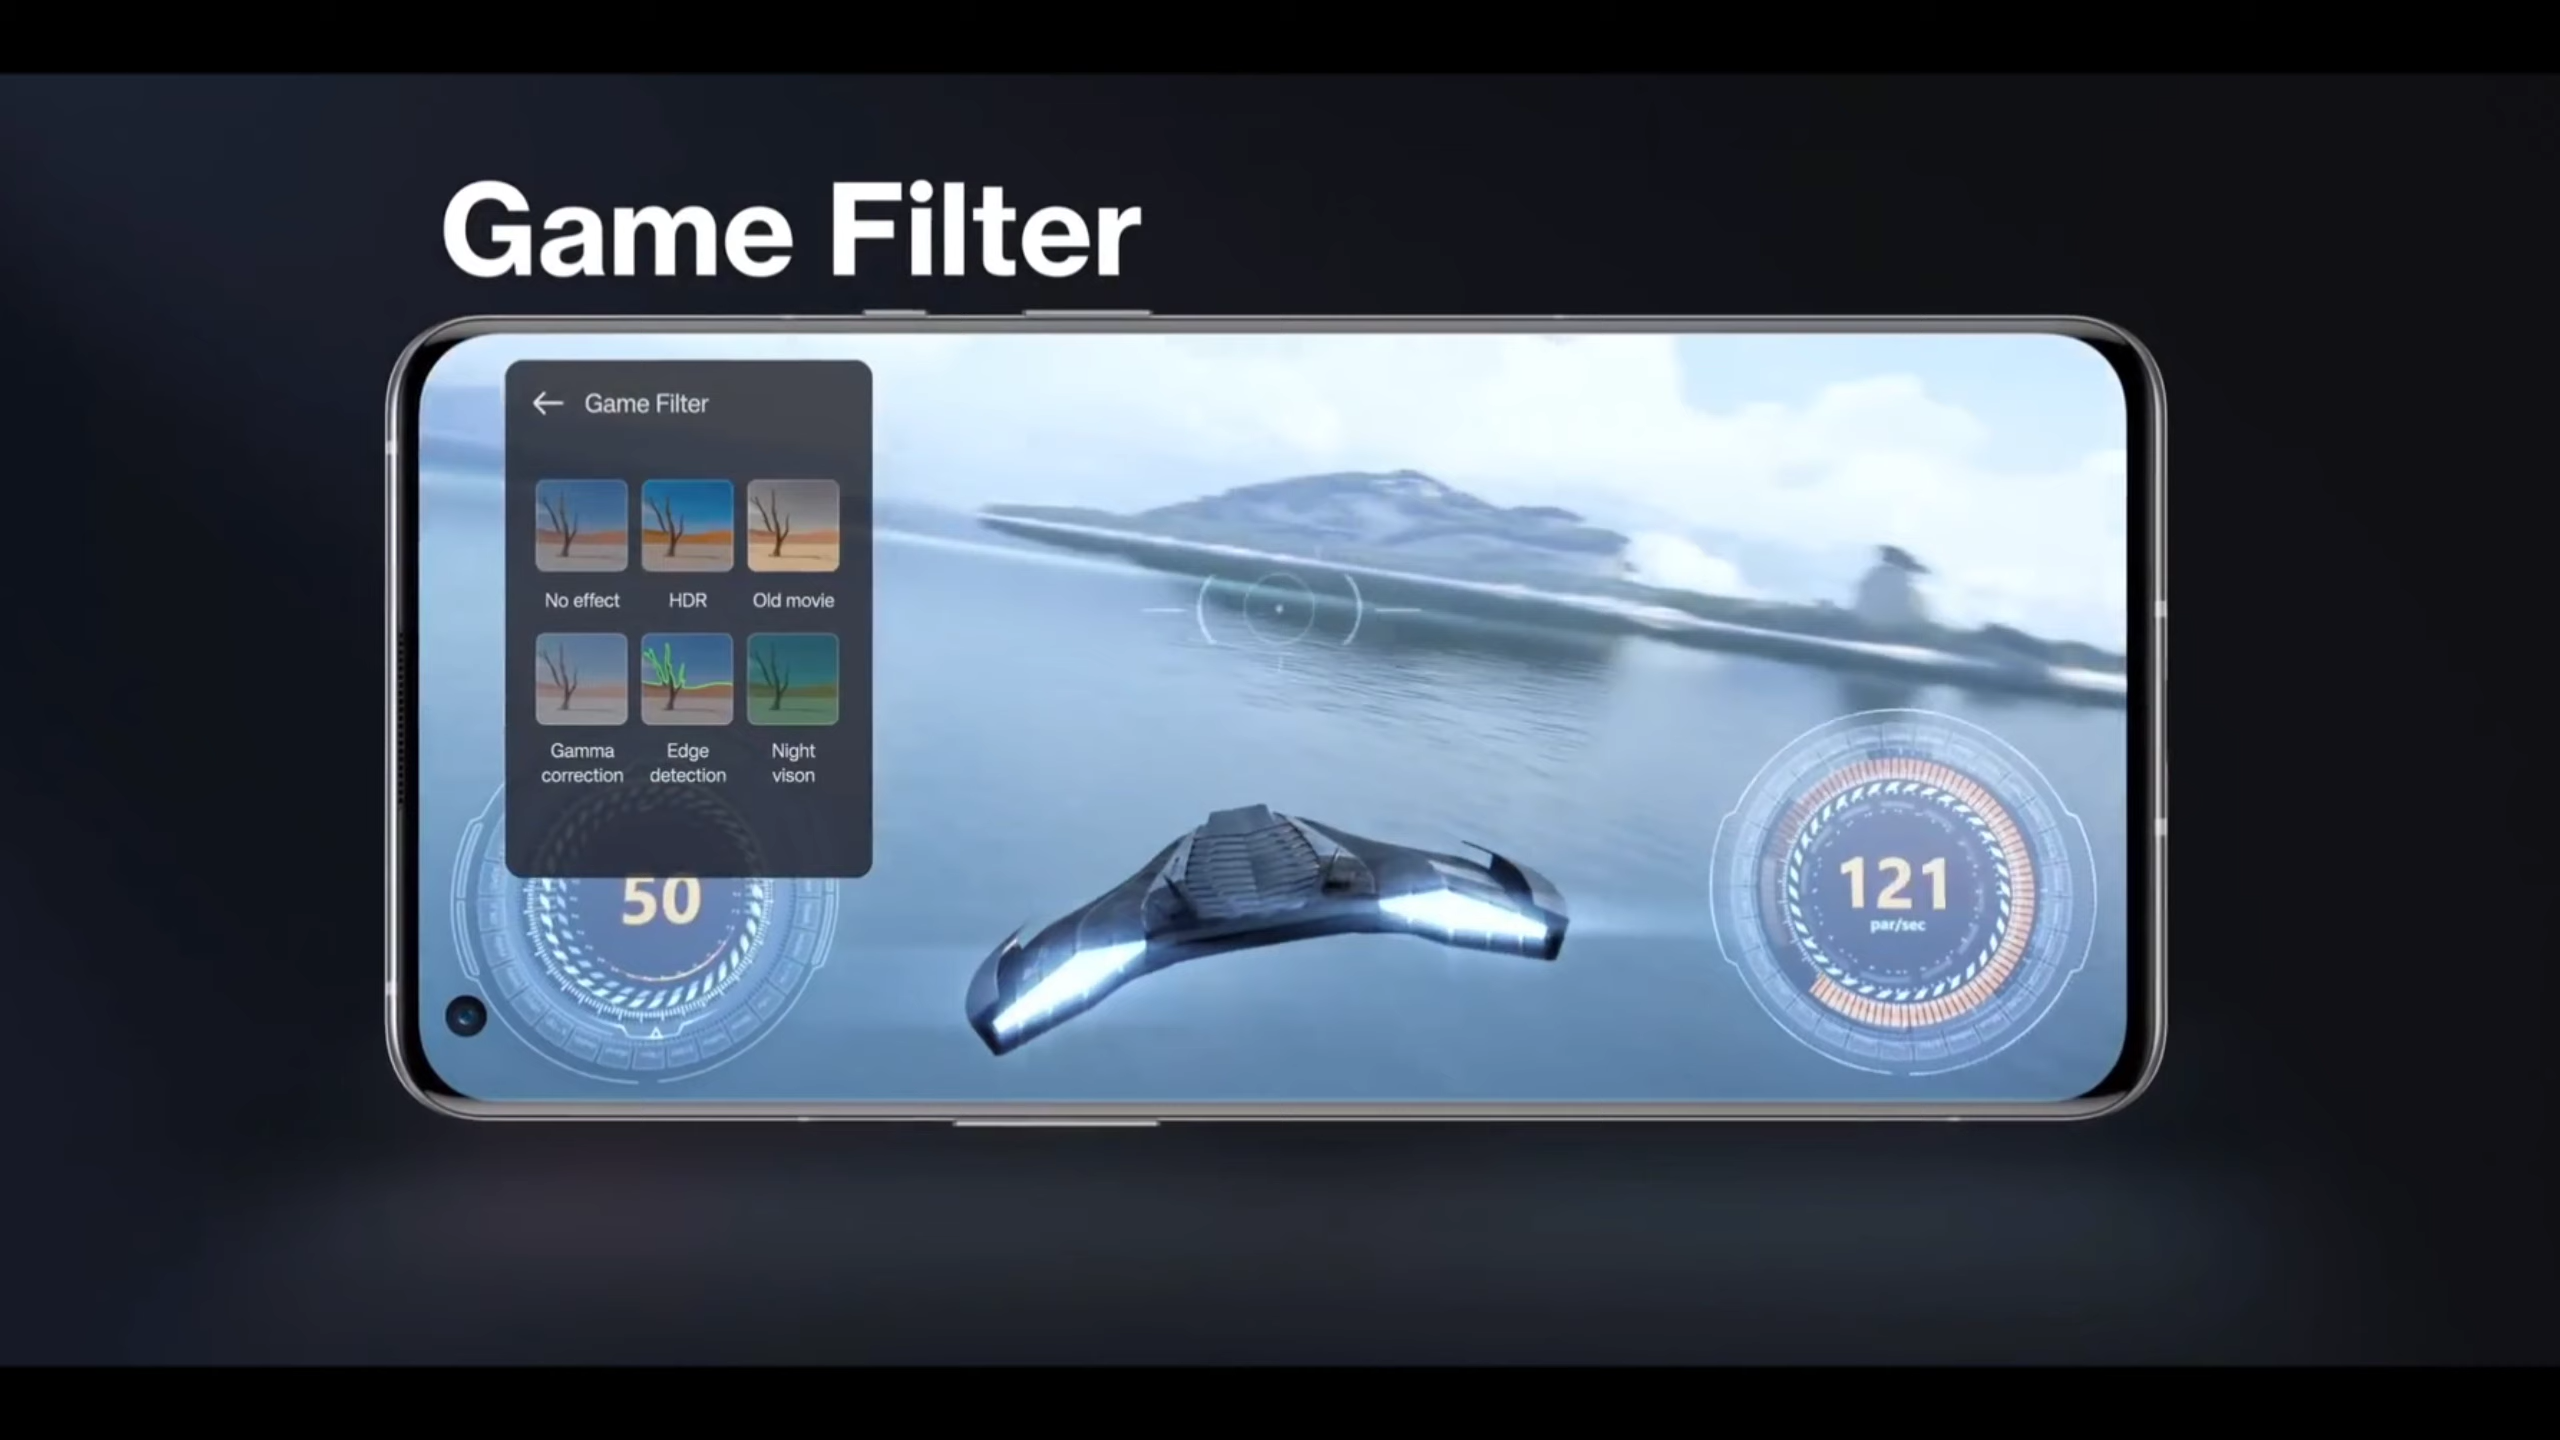 Game Filter
Game Filter
No effect
HDR
Old movie
Gamma
correction
Edge
detection
Night
vison
50
121
par/sec